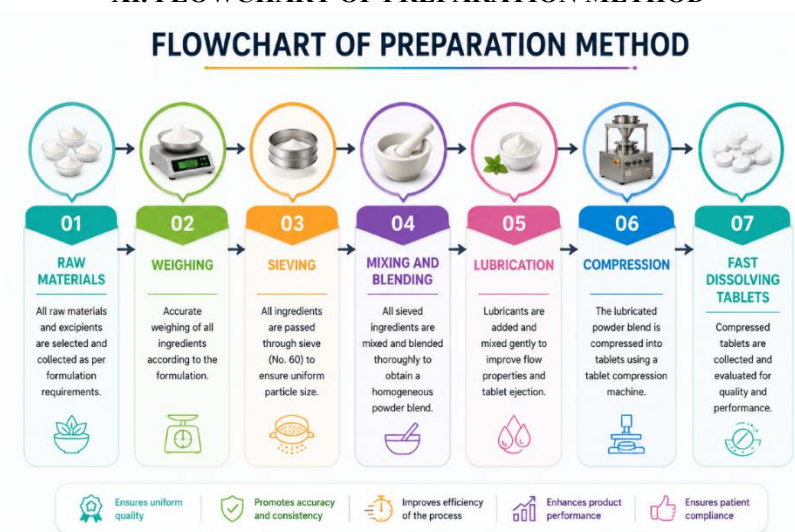 XI. FLOWCHART OF PREPARATION METHOD
FLOWCHART OF PREPARATION METHOD
01
RAW
MATERIALS
All raw materials
and excipients
are selected and
collected as per
formulation
requirements.
02
WEIGHING
Accurate
weighing of all
ingredients
according to the
formulation.
03
SIEVING
All ingredients
are passed
through sieve
(No. 60) to
ensure uniform
particle size.
04
MIXING AND
BLENDING
All sieved
ingredients are
mixed and blended
thoroughly to
obtain a
homogeneous
powder blend.
05
LUBRICATION
Lubricants are
added and
mixed gently to
improve flow
properties and
tablet ejection.
06
COMPRESSION
The lubricated
powder blend is
compressed into
tablets using a
tablet compression
machine.
07
FAST
DISSOLVING
TABLETS
Compressed
tablets are
collected and
evaluated for
quality and
performance.
Ensures uniform
quality
Promotes accuracy
and consistency
Improves efficiency
of the process
Enhances product
performance
Ensures patient
compliance